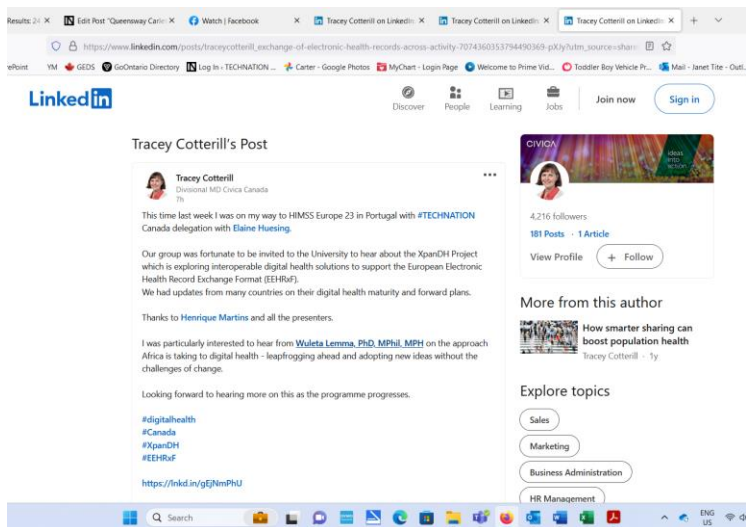 Results: 24
Edit Post "Queensway Carle
Watch | Facebook
Tracey Cotterill on LinkedIn:
Tracey Cotterill on LinkedIn:
Tracey Cotterill on LinkedIn
https://www.linkedin.com/posts/traceycotterill_exchange-of-electronic-health-records-across-activity-7074360353794490369-pXJy?utm_source=share
ePoint YM GEDS GoOntario Directory Log In ‹ TECHNATION ... Carter - Google Photos MyChart - Login Page Welcome to Prime Vid... Toddler Boy Vehicle Pr... Mail - Janet Tite - Outl
Linked in
Discover
People
Learning
Jobs
Join now
Sign in
Tracey Cotterill's Post
Tracey Cotterill
Divisional MD Civica Canada
7h
This time last week I was on my way to HIMSS Europe 23 in Portugal with #TECHNATION
Canada delegation with Elaine Huesing.
Our group was fortunate to be invited to the University to hear about the XpanDH Project
which is exploring interoperable digital health solutions to support the European Electronic
Health Record Exchange Format (EEHRxF).
We had updates from many countries on their digital health maturity and forward plans.
Thanks to Henrique Martins and all the presenters.
I was particularly interested to hear from Wuleta Lemma, PhD, MPhil, MPH on the approach
Africa is taking to digital health - leapfrogging ahead and adopting new ideas without the
challenges of change.
Looking forward to hearing more on this as the programme progresses.
#digitalhealth
#Canada
#XpanDH
#EEHRxF
https://lnkd.in/gEjNmPhU
CIVICA
ideas
into
action
4,216 followers
181 Posts · 1 Article
View Profile
+ Follow
More from this author
How smarter sharing can
boost population health
Tracey Cotterill · 1y
Explore topics
Sales
Marketing
Business Administration
HR Management
Search
ENG
US